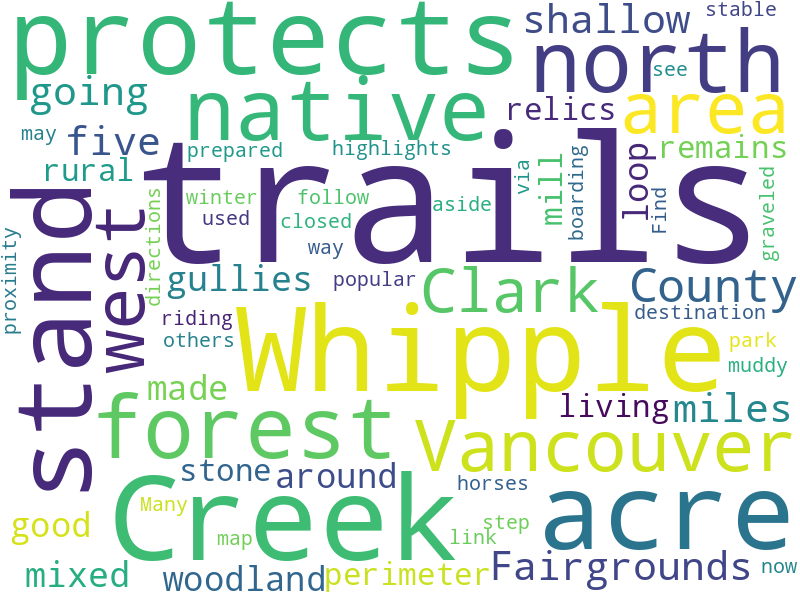 protects
shallow
stable
north
see
going
native
relics
area
may
five
prepared
highlights
remains
rural
trails
via
mill
boarding
loop
Find
graveled
stand
west
directions
proximity
winter
follow
aside
used
closed
way
gullies
popular
Clark
County
destination
riding
others
Whipple
park
muddy
made
living
miles
forest
Vancouver
stone
around
Creek
horses
acre
Many
good
map
link
step
mixed
woodland
perimeter
Fairgrounds
now